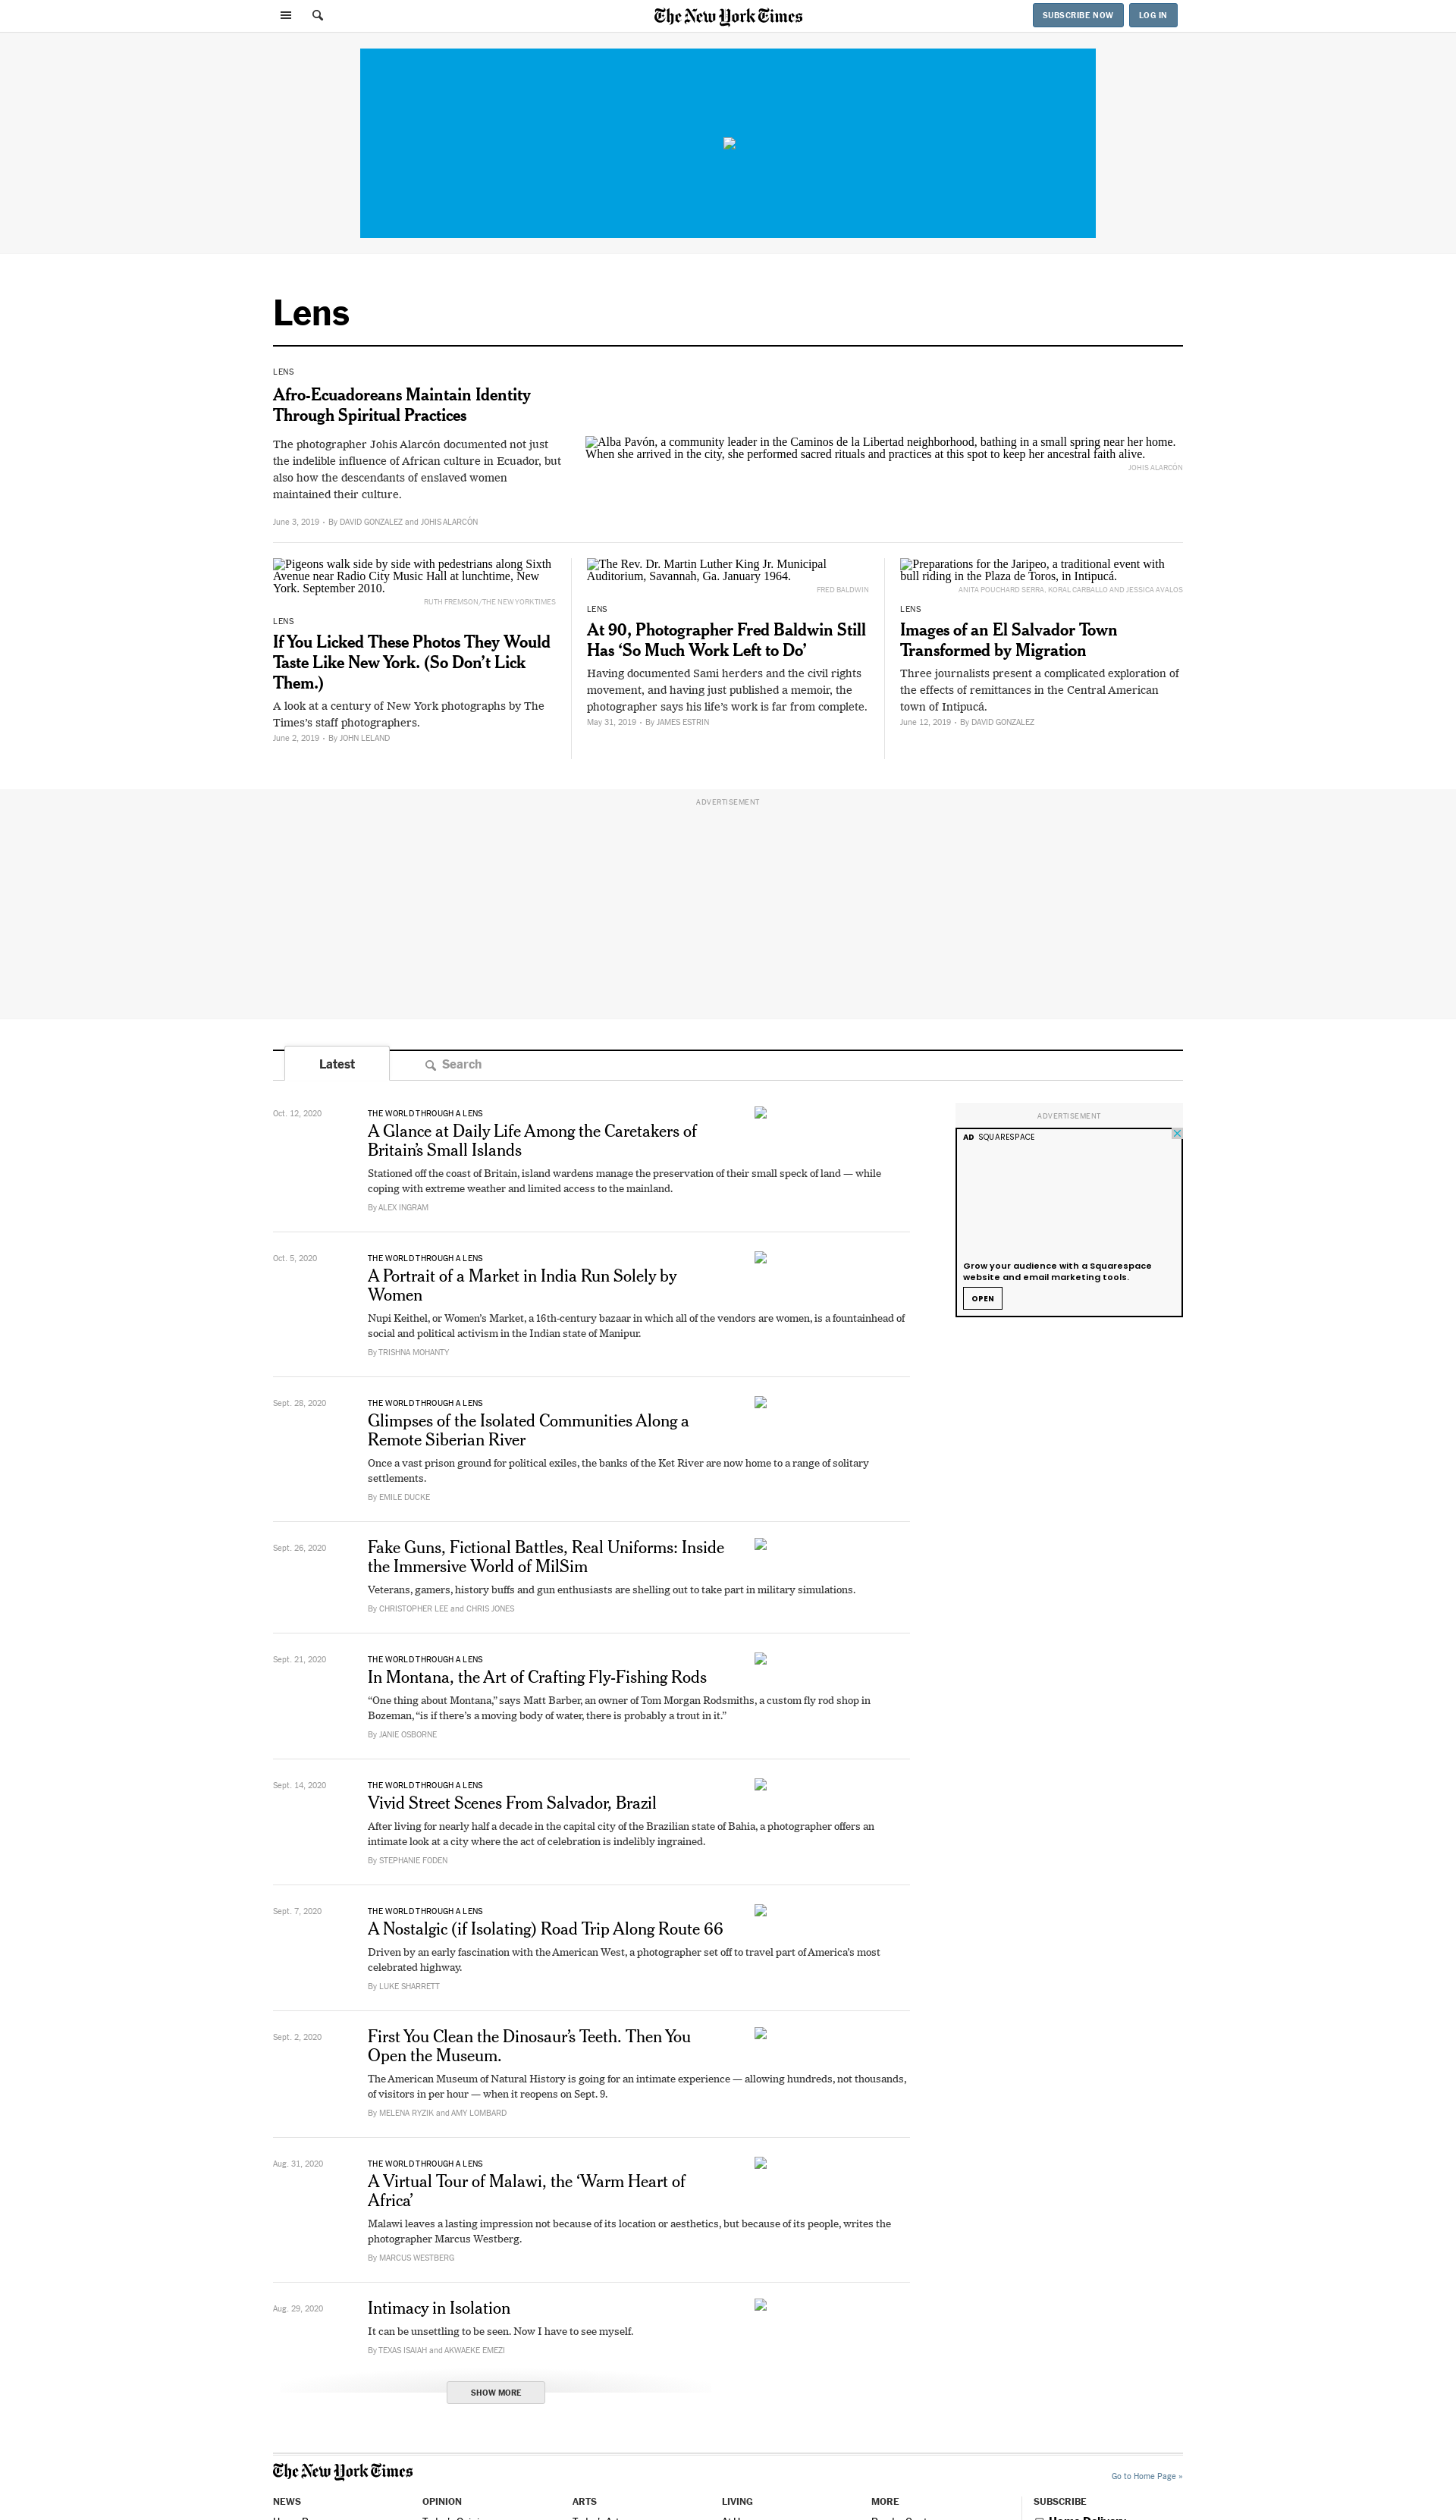 The New York Times
SUBSCRIBE NOW
LOG IN
Lens
LENS
Afro-Ecuadoreans Maintain Identity
Through Spiritual Practices
The photographer Johis Alarcón documented not just
the indelible influence of African culture in Ecuador, but
also how the descendants of enslaved women
maintained their culture.
June 3, 2019 • By DAVID GONZALEZ and JOHIS ALARCÓN
Alba Pavón, a community leader in the Caminos de la Libertad neighborhood, bathing in a small spring near her home.
When she arrived in the city, she performed sacred rituals and practices at this spot to keep her ancestral faith alive.
JOHIS ALARCÓN
Pigeons walk side by side with pedestrians along Sixth
Avenue near Radio City Music Hall at lunchtime, New
York. September 2010.
RUTH FREMSON/THE NEW YORK TIMES
LENS
If You Licked These Photos They Would
Taste Like New York. (So Don’t Lick
Them.)
A look at a century of New York photographs by The
Times’s staff photographers.
June 2, 2019 • By JOHN LELAND
The Rev. Dr. Martin Luther King Jr. Municipal
Auditorium, Savannah, Ga. January 1964.
FRED BALDWIN
LENS
At 90, Photographer Fred Baldwin Still
Has ‘So Much Work Left to Do’
Having documented Sami herders and the civil rights
movement, and having just published a memoir, the
photographer says his life’s work is far from complete.
May 31, 2019 • By JAMES ESTRIN
Preparations for the Jaripeo, a traditional event with
bull riding in the Plaza de Toros, in Intipucá.
ANITA POUCHARD SERRA, KORAL CARBALLO AND JESSICA AVALOS
LENS
Images of an El Salvador Town
Transformed by Migration
Three journalists present a complicated exploration of
the effects of remittances in the Central American
town of Intipucá.
June 12, 2019 • By DAVID GONZALEZ
ADVERTISEMENT
Latest
Search
Oct. 12, 2020
THE WORLD THROUGH A LENS
A Glance at Daily Life Among the Caretakers of
Britain’s Small Islands
Stationed off the coast of Britain, island wardens manage the preservation of their small speck of land — while
coping with extreme weather and limited access to the mainland.
By ALEX INGRAM
ADVERTISEMENT
AD SQUARESPACE
Grow your audience with a Squarespace
website and email marketing tools.
OPEN
Oct. 5, 2020
THE WORLD THROUGH A LENS
A Portrait of a Market in India Run Solely by
Women
Nupi Keithel, or Women’s Market, a 16th-century bazaar in which all of the vendors are women, is a fountainhead of
social and political activism in the Indian state of Manipur.
By TRISHNA MOHANTY
Sept. 28, 2020
THE WORLD THROUGH A LENS
Glimpses of the Isolated Communities Along a
Remote Siberian River
Once a vast prison ground for political exiles, the banks of the Ket River are now home to a range of solitary
settlements.
By EMILE DUCKE
Sept. 26, 2020
Fake Guns, Fictional Battles, Real Uniforms: Inside
the Immersive World of MilSim
Veterans, gamers, history buffs and gun enthusiasts are shelling out to take part in military simulations.
By CHRISTOPHER LEE and CHRIS JONES
Sept. 21, 2020
THE WORLD THROUGH A LENS
In Montana, the Art of Crafting Fly-Fishing Rods
“One thing about Montana,” says Matt Barber, an owner of Tom Morgan Rodsmiths, a custom fly rod shop in
Bozeman, “is if there’s a moving body of water, there is probably a trout in it.”
By JANIE OSBORNE
Sept. 14, 2020
THE WORLD THROUGH A LENS
Vivid Street Scenes From Salvador, Brazil
After living for nearly half a decade in the capital city of the Brazilian state of Bahia, a photographer offers an
intimate look at a city where the act of celebration is indelibly ingrained.
By STEPHANIE FODEN
Sept. 7, 2020
THE WORLD THROUGH A LENS
A Nostalgic (if Isolating) Road Trip Along Route 66
Driven by an early fascination with the American West, a photographer set off to travel part of America’s most
celebrated highway.
By LUKE SHARRETT
Sept. 2, 2020
First You Clean the Dinosaur’s Teeth. Then You
Open the Museum.
The American Museum of Natural History is going for an intimate experience — allowing hundreds, not thousands,
of visitors in per hour — when it reopens on Sept. 9.
By MELENA RYZIK and AMY LOMBARD
Aug. 31, 2020
THE WORLD THROUGH A LENS
A Virtual Tour of Malawi, the ‘Warm Heart of
Africa’
Malawi leaves a lasting impression not because of its location or aesthetics, but because of its people, writes the
photographer Marcus Westberg.
By MARCUS WESTBERG
Aug. 29, 2020
Intimacy in Isolation
It can be unsettling to be seen. Now I have to see myself.
By TEXAS ISAIAH and AKWAEKE EMEZI
SHOW MORE
The New York Times
Go to Home Page »
NEWS
OPINION
ARTS
LIVING
MORE
SUBSCRIBE